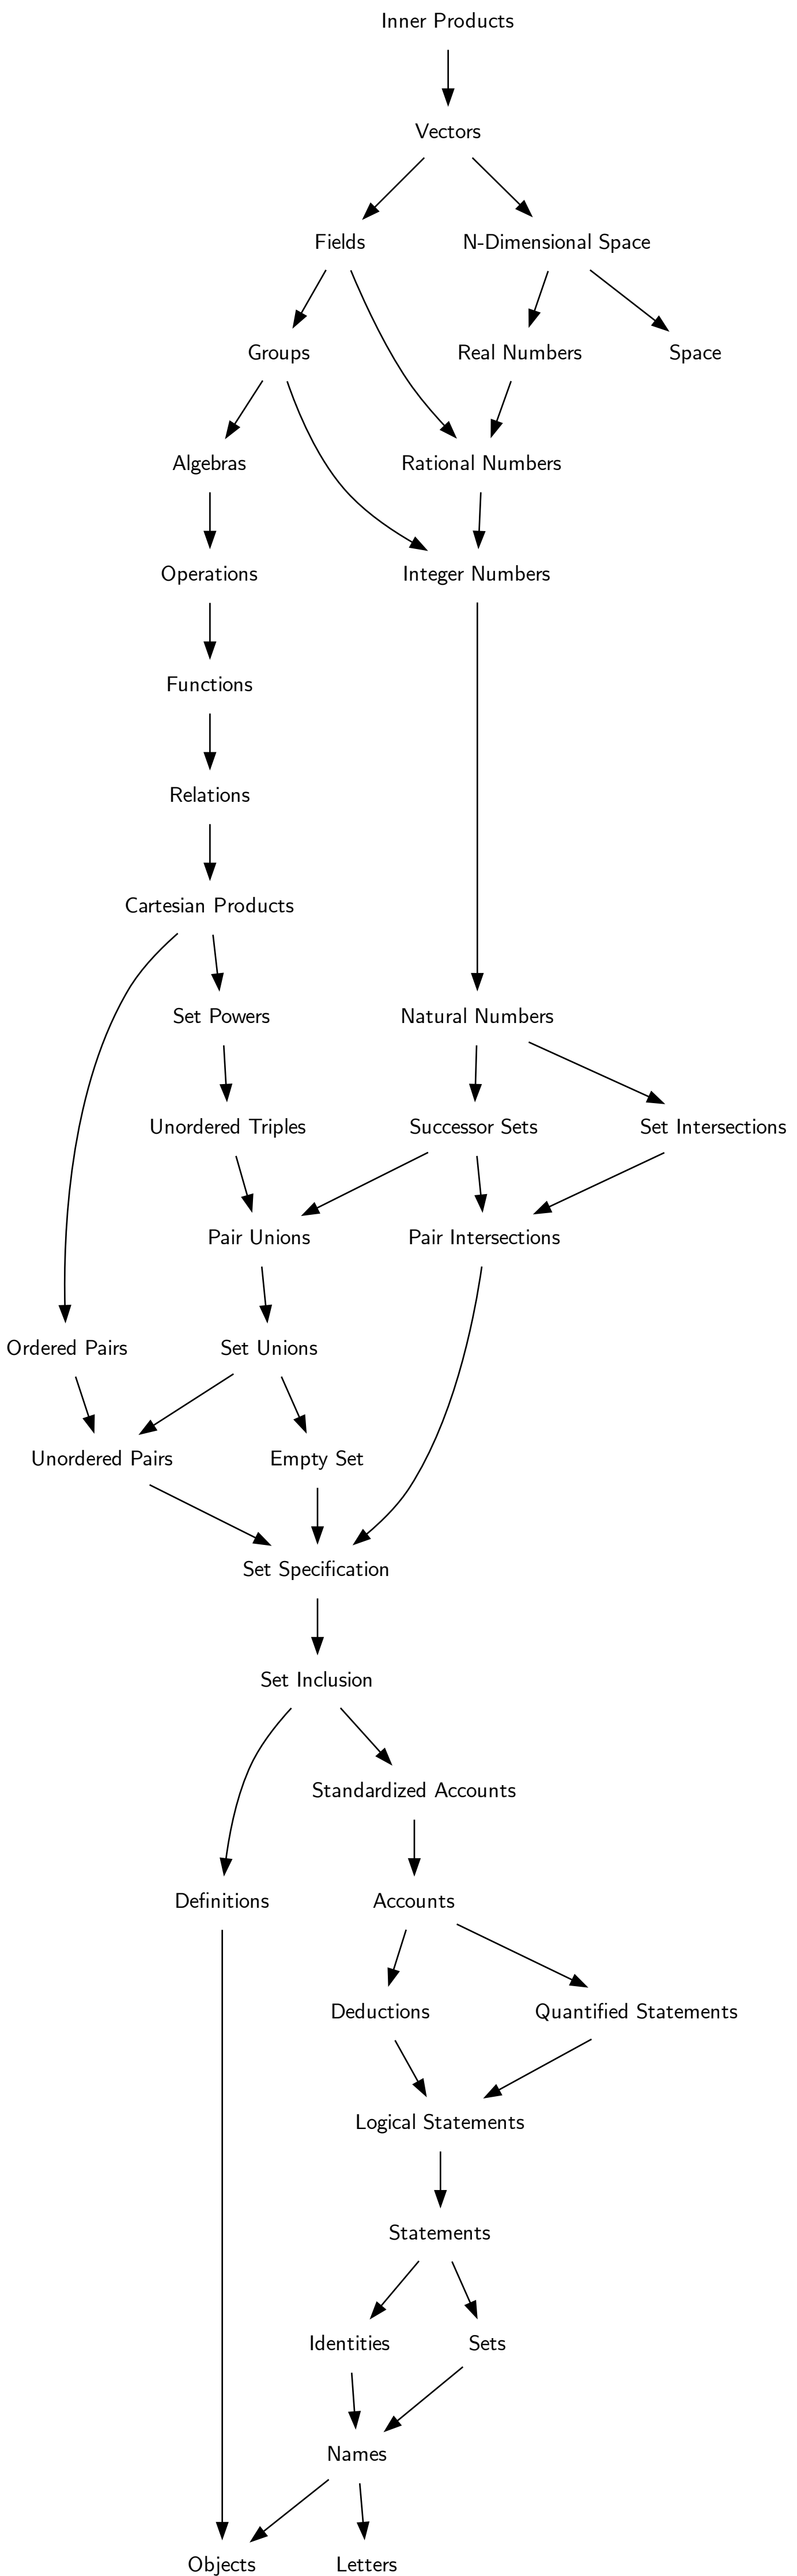 Inner Products
Vectors
Fields
N-Dimensional Space
Groups
Real Numbers
Space
Algebras
Rational Numbers
Operations
Integer Numbers
Functions
Relations
Cartesian Products
Set Powers
Natural Numbers
Unordered Triples
Successor Sets
Set Intersections
Pair Unions
Pair Intersections
Ordered Pairs
Set Unions
Unordered Pairs
Empty Set
Set Specification
Set Inclusion
Standardized Accounts
Definitions
Accounts
Deductions
Quantified Statements
Logical Statements
Statements
Identities
Sets
Names
Objects
Letters